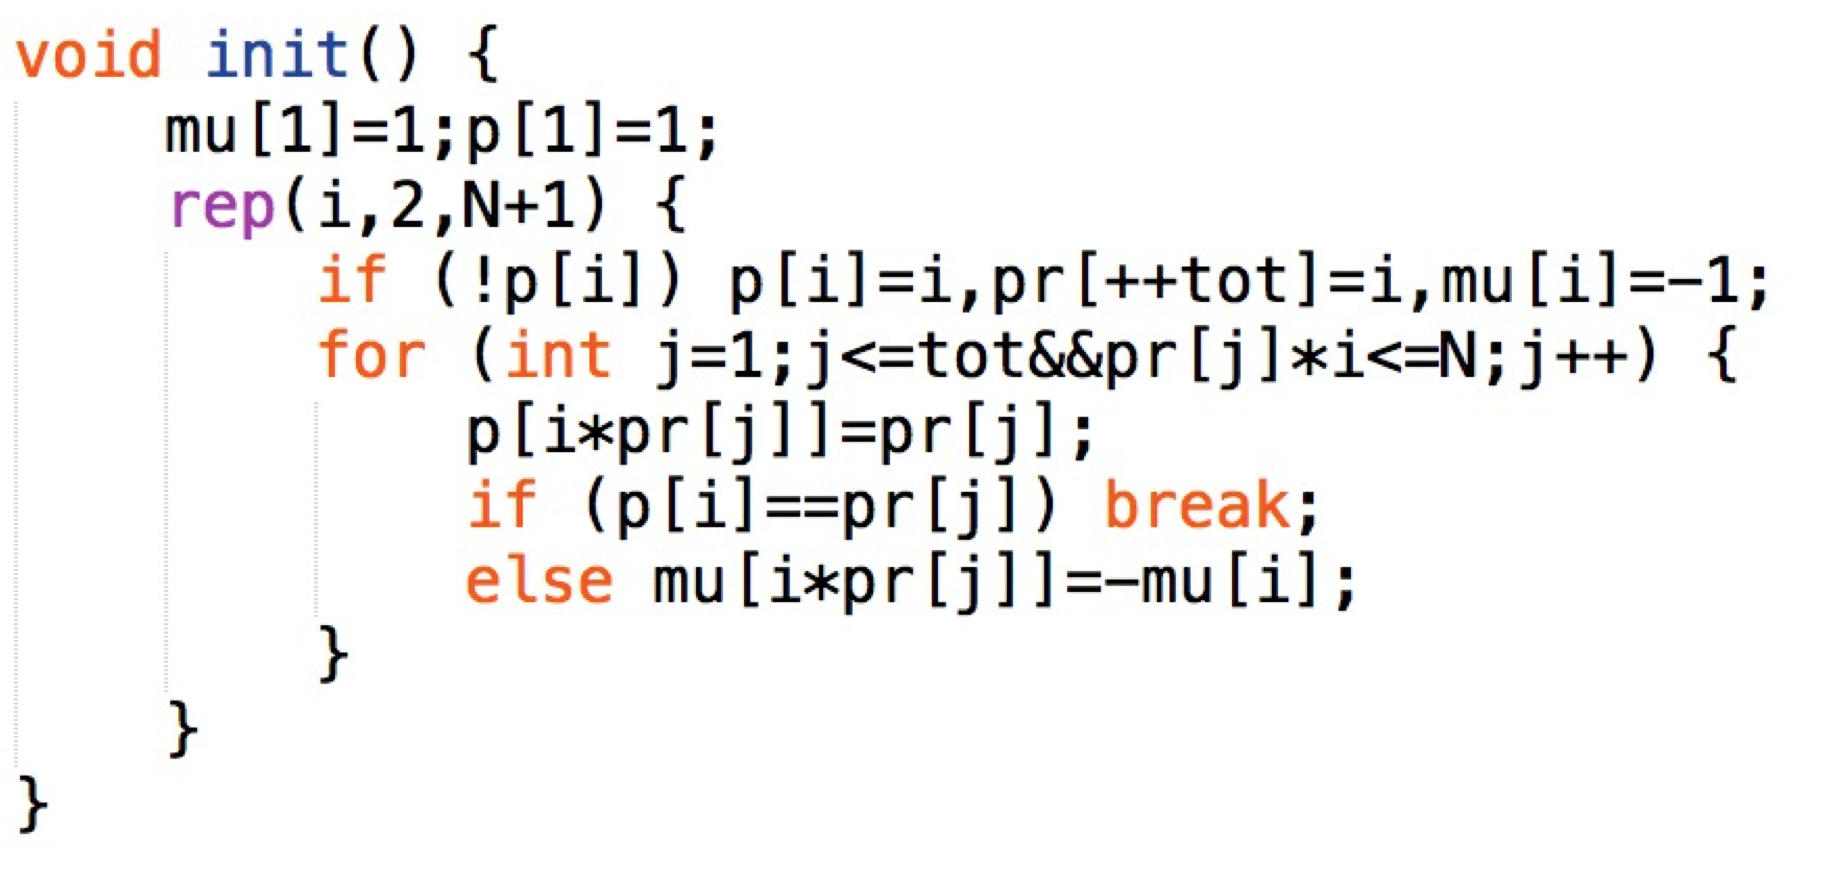 void init() {
    mu[1]=1;p[1]=1;
    rep(i,2,N+1) {
        if (!p[i]) p[i]=i,pr[++tot]=i,mu[i]=-1;
        for (int j=1;j<=tot&&pr[j]*i<=N;j++) {
            p[i*pr[j]]=pr[j];
            if (p[i]==pr[j]) break;
            else mu[i*pr[j]]=-mu[i];
        }
    }
}